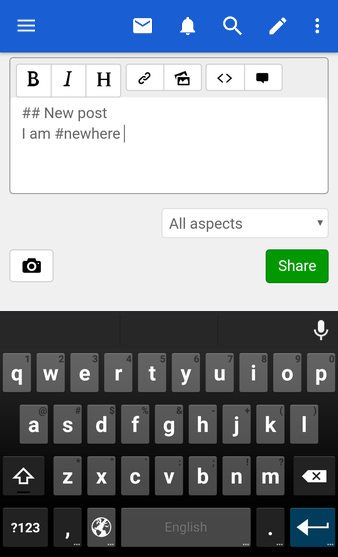 B I H <>
## New post
I am #newhere
All aspects
Share
1 2 3 4 5 6 7 8 9 0
q w e r t y u i o p
@ # $ % & - + ( )
a s d f g h j k l
* " ' : ; ! ?
z x c v b n m
?123 , English .